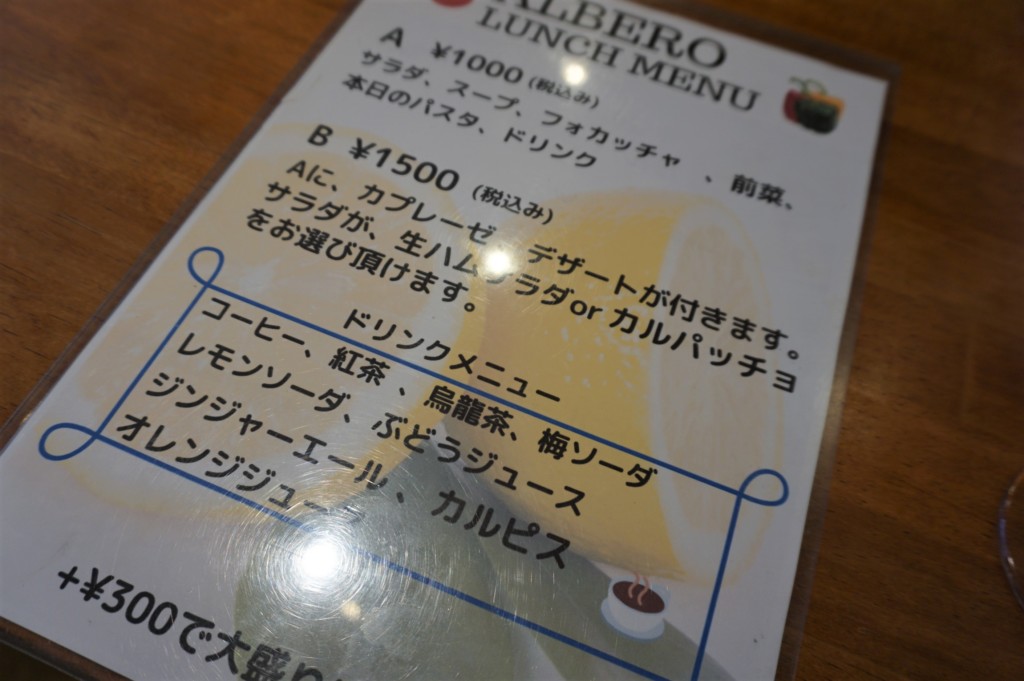 ALBERO
LUNCH MENU
A ¥1000 (税込み)
サラダ、スープ、フォカッチャ 、前菜、
本日のパスタ、ドリンク
B ¥1500 (税込み)
Aに、カプレーゼ、デザートが付きます。
サラダが、生ハムサラダor カルパッチョ
をお選び頂けます。
ドリンクメニュー
コーヒー、紅茶 、烏龍茶、梅ソーダ
レモンソーダ、ぶどうジュース
ジンジャーエール、カルピス
オレンジジュース
+¥300で大盛り